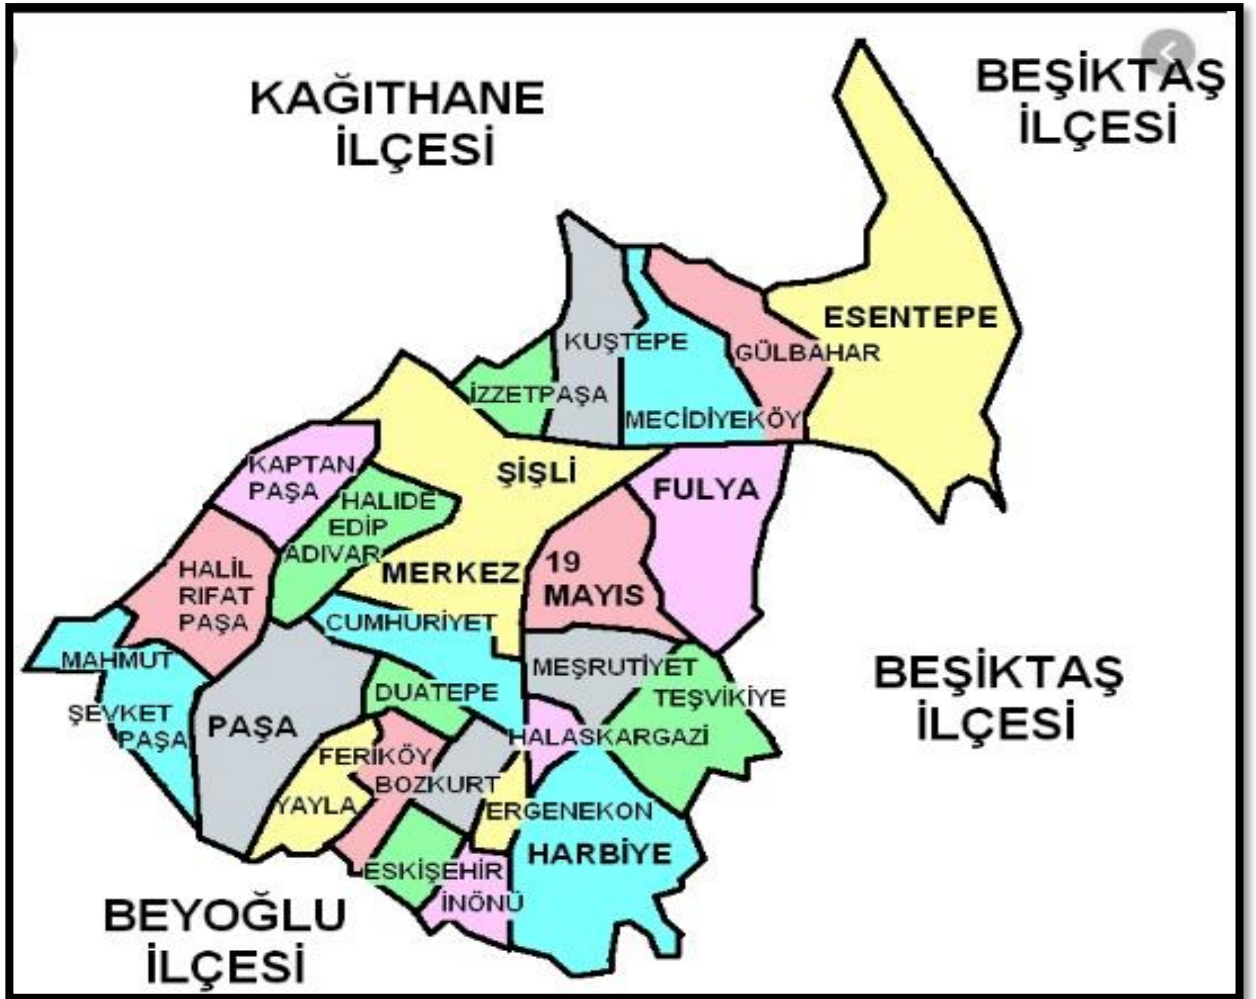 KAĞITHANE
İLÇESİ
BEŞİKTAŞ
İLÇESİ
ESENTEPE
KUŞTEPE
GÜLBAHAR
İZZETPAŞA
MECİDİYEKÖY
ŞİŞLİ
KAPTAN
PAŞA
FULYA
HALIDE
EDİP
ADIVAR
19
MAYIS
MERKEZ
HALİL
RIFAT
PAŞA
CUMHURİYET
MAHMUT
ŞEVKET
PAŞA
MEŞRUTİYET
TEŞVİKİYE
BEŞİKTAŞ
İLÇESİ
DUATEPE
PAŞA
HALASKARGAZİ
FERİKÖY
BOZKURT
YAYLA
ERGENEKON
HARBİYE
ESKİŞEHİR
İNÖNÜ
BEYOĞLU
İLÇESİ